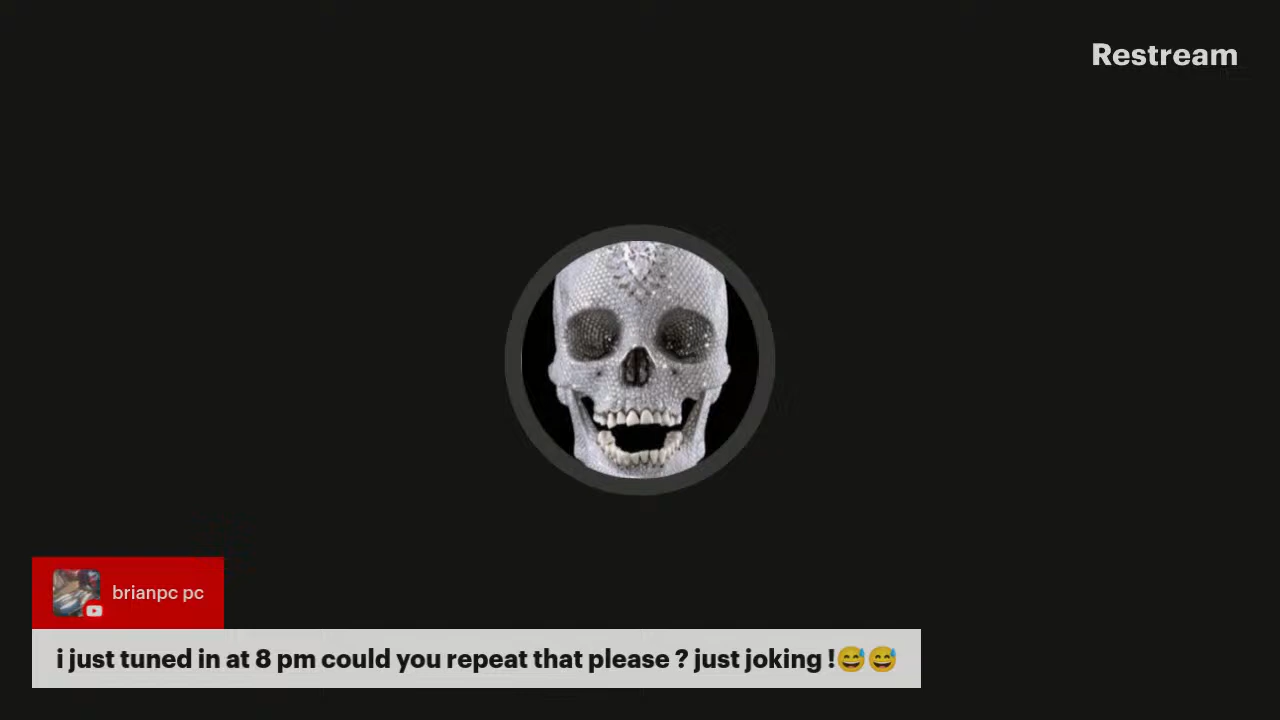 Restream
brianpc pc
i just tuned in at 8 pm could you repeat that please ? just joking !😅😅